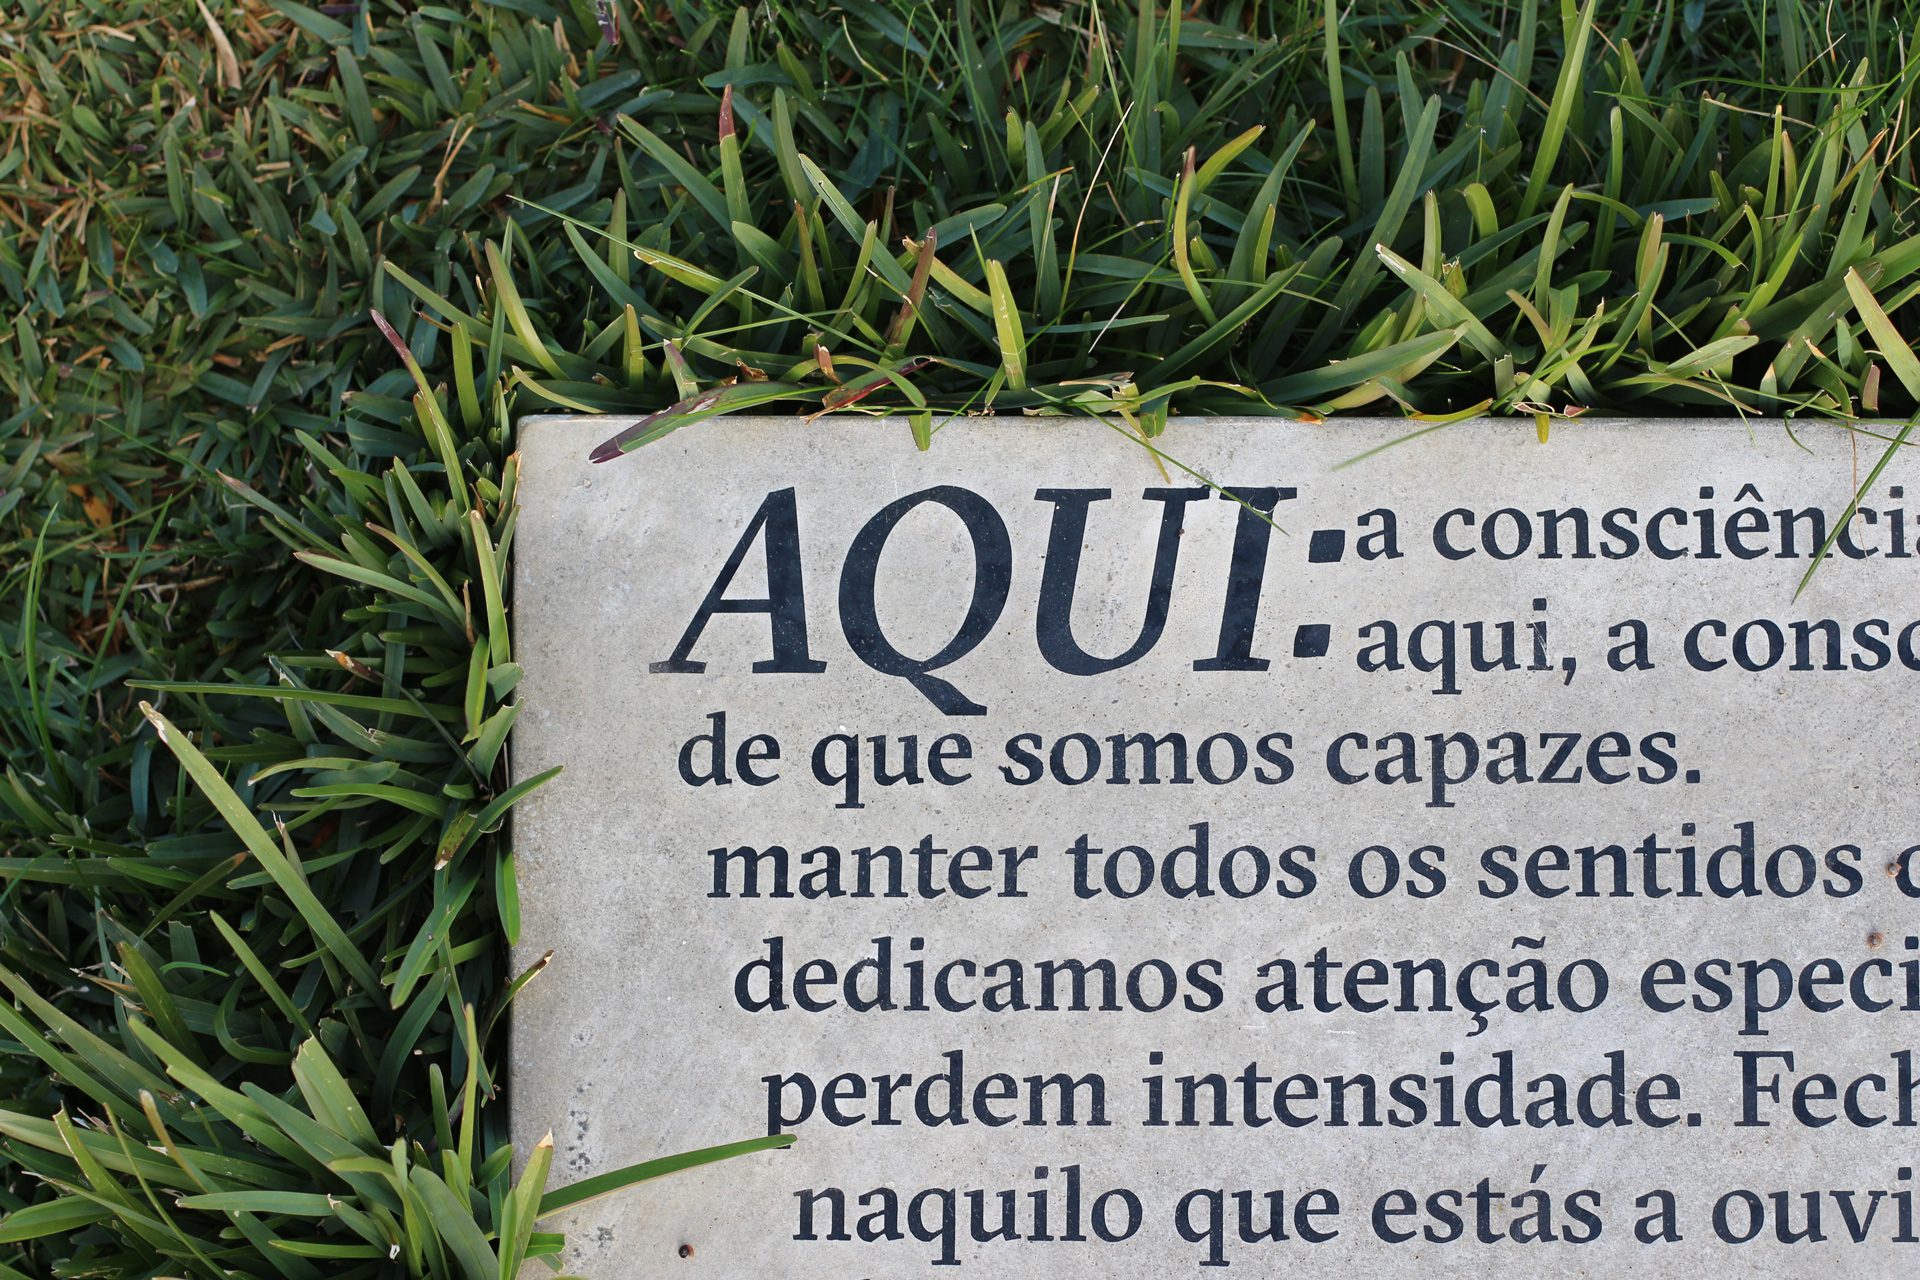 AQUI: a consciênci
aqui, a consc
de que somos capazes.
manter todos os sentidos
dedicamos atenção especi
perdem intensidade. Fech
naquilo que estás a ouvi